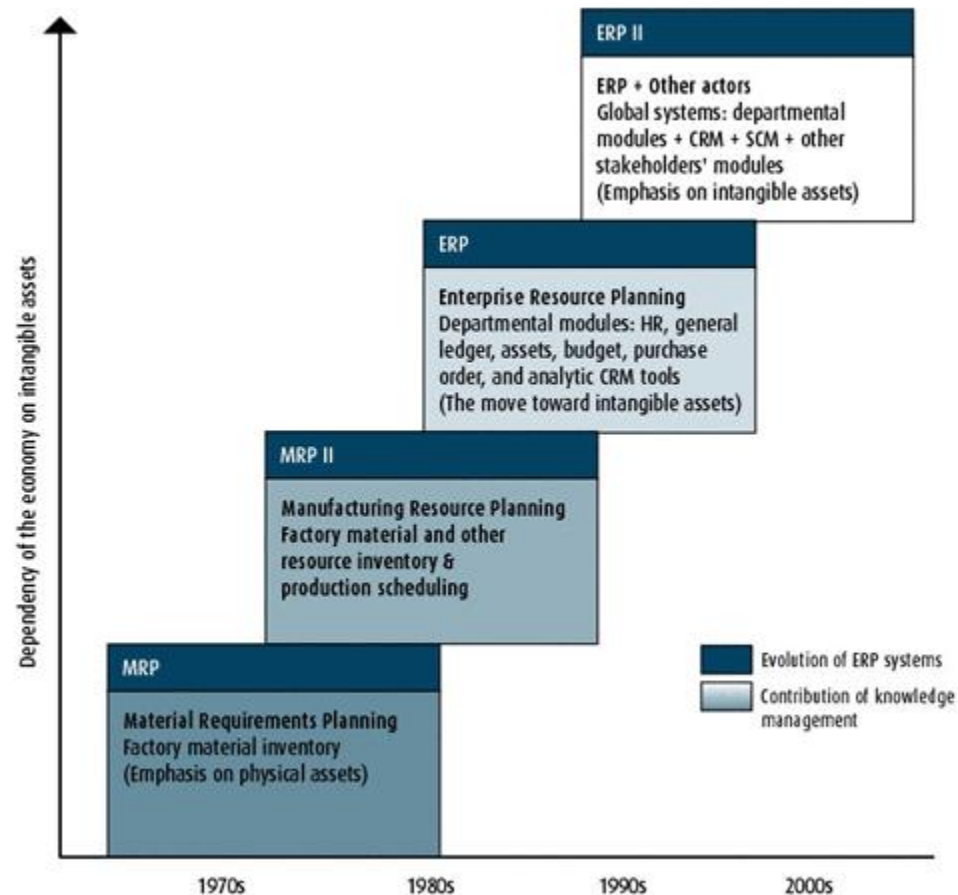 ERP II
ERP + Other actors
Global systems: departmental
modules + CRM + SCM + other
stakeholders' modules
(Emphasis on intangible assets)
ERP
Enterprise Resource Planning
Departmental modules: HR, general
ledger, assets, budget, purchase
order, and analytic CRM tools
(The move toward intangible assets)
MRP II
Manufacturing Resource Planning
Factory material and other
resource inventory &
production scheduling
MRP
Material Requirements Planning
Factory material inventory
(Emphasis on physical assets)
Dependency of the economy on intangible assets
Evolution of ERP systems
Contribution of knowledge
management
1970s 1980s 1990s 2000s